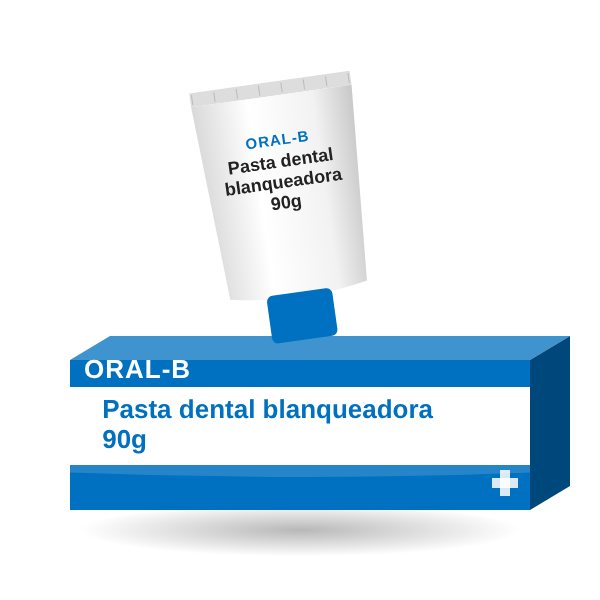 ORAL-B
Pasta dental
blanqueadora
90g
ORAL-B
Pasta dental blanqueadora
90g